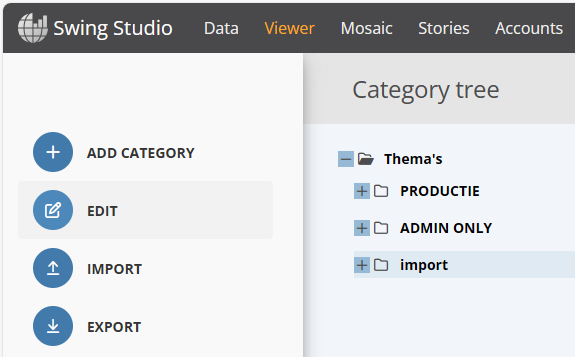 Swing Studio Data Viewer Mosaic Stories Accounts
Category tree
ADD CATEGORY
EDIT
IMPORT
EXPORT
Thema's
PRODUCTIE
ADMIN ONLY
import